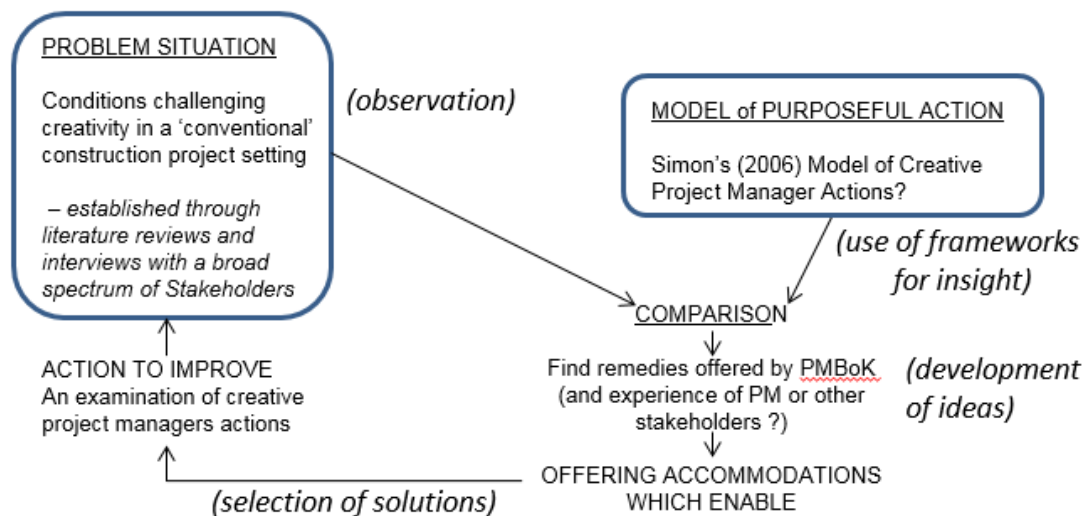 PROBLEM SITUATION
Conditions challenging
creativity in a ‘conventional’
construction project setting
– established through
literature reviews and
interviews with a broad
spectrum of Stakeholders
(observation)
MODEL of PURPOSEFUL ACTION
Simon’s (2006) Model of Creative
Project Manager Actions?
(use of frameworks
for insight)
COMPARISON
Find remedies offered by PMBoK
(and experience of PM or other
stakeholders ?)
(development
of ideas)
OFFERING ACCOMMODATIONS
WHICH ENABLE
(selection of solutions)
ACTION TO IMPROVE
An examination of creative
project managers actions